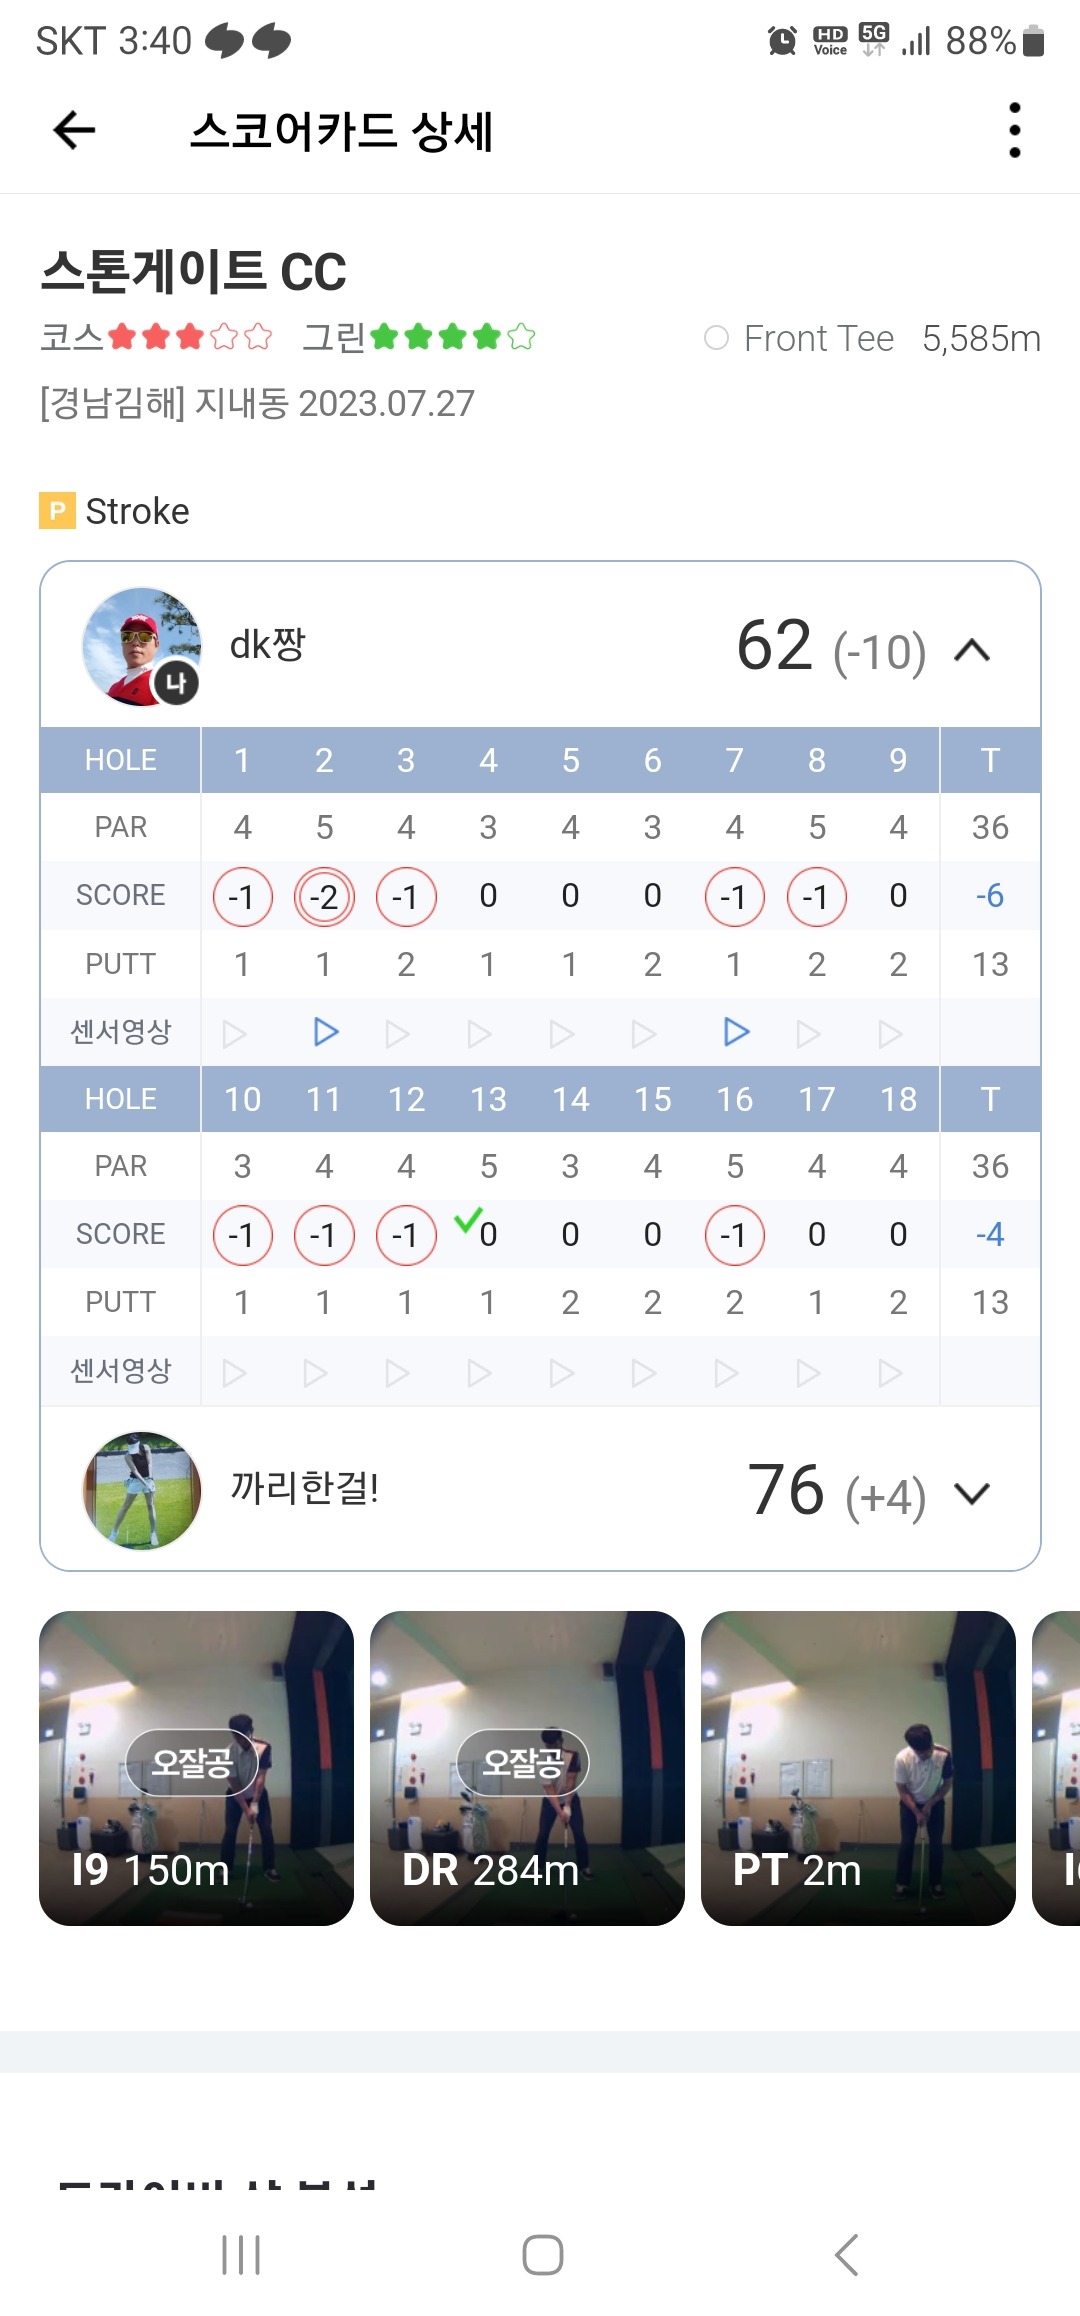 SKT 3:40 HD Voice 5G 88%
스코어카드 상세
스톤게이트 CC
코스 그린 Front Tee 5,585m
[경남김해] 지내동 2023.07.27
P Stroke
dk짱 62 (-10)
나
HOLE 1 2 3 4 5 6 7 8 9 T
PAR 4 5 4 3 4 3 4 5 4 36
SCORE -1 -2 -1 0 0 0 -1 -1 0 -6
PUTT 1 1 2 1 1 2 1 2 2 13
센서영상
HOLE 10 11 12 13 14 15 16 17 18 T
PAR 3 4 4 5 3 4 5 4 4 36
SCORE -1 -1 -1 0 0 0 -1 0 0 -4
PUTT 1 1 1 1 2 2 2 1 2 13
센서영상
까리한걸! 76 (+4)
오잘공 오잘공
I9 150m DR 284m PT 2m